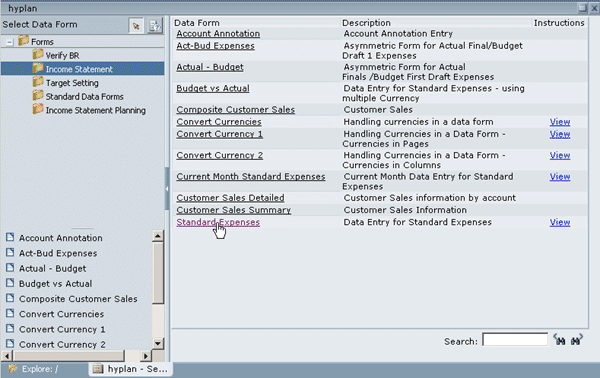 hyplan
Select Data Form
Forms
Verify BR
Income Statement
Target Setting
Standard Data Forms
Income Statement Planning
Account Annotation
Act-Bud Expenses
Actual - Budget
Budget vs Actual
Composite Customer Sales
Convert Currencies
Convert Currency 1
Convert Currency 2
Data Form Description Instructions
Account Annotation Account Annotation Entry
Act-Bud Expenses Asymmetric Form for Actual Final/Budget
Draft 1 Expenses
Actual - Budget Asymmetric Form for Actual
Finals /Budget First Draft Expenses
Budget vs Actual Data Entry for Standard Expenses - using
multiple Currency
Composite Customer Sales Customer Sales
Convert Currencies Handling currencies in a data form View
Convert Currency 1 Handling Currencies in a Data Form - View
Currencies in Pages
Convert Currency 2 Handling Currencies in a Data Form - View
Currencies in Columns
Current Month Standard Expenses Current Month Data Entry for Standard View
Expenses
Customer Sales Detailed Customer Sales information by account
Customer Sales Summary Customer Sales Information
Standard Expenses Data Entry for Standard Expenses View
Search:
Explore: / hyplan - Se...